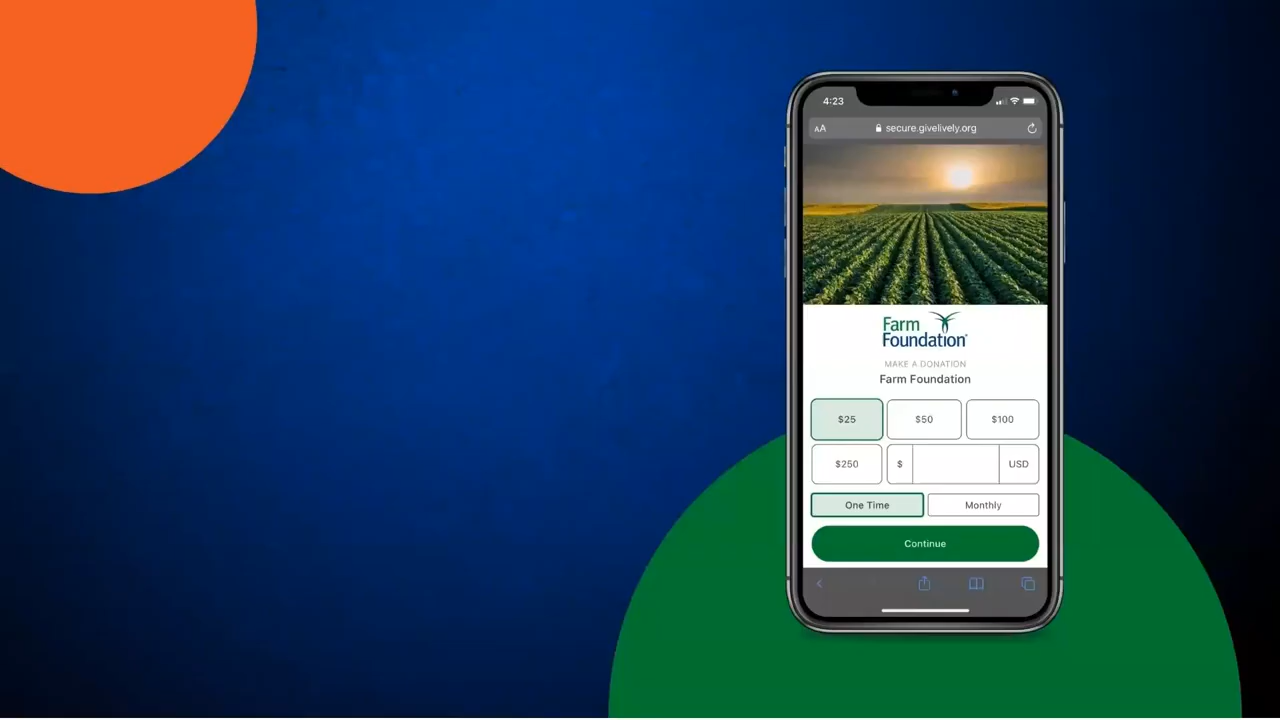 4:23
AA secure.givelively.org
Farm
Foundation®
MAKE A DONATION
Farm Foundation
$25 $50 $100
$250 $ USD
One Time Monthly
Continue